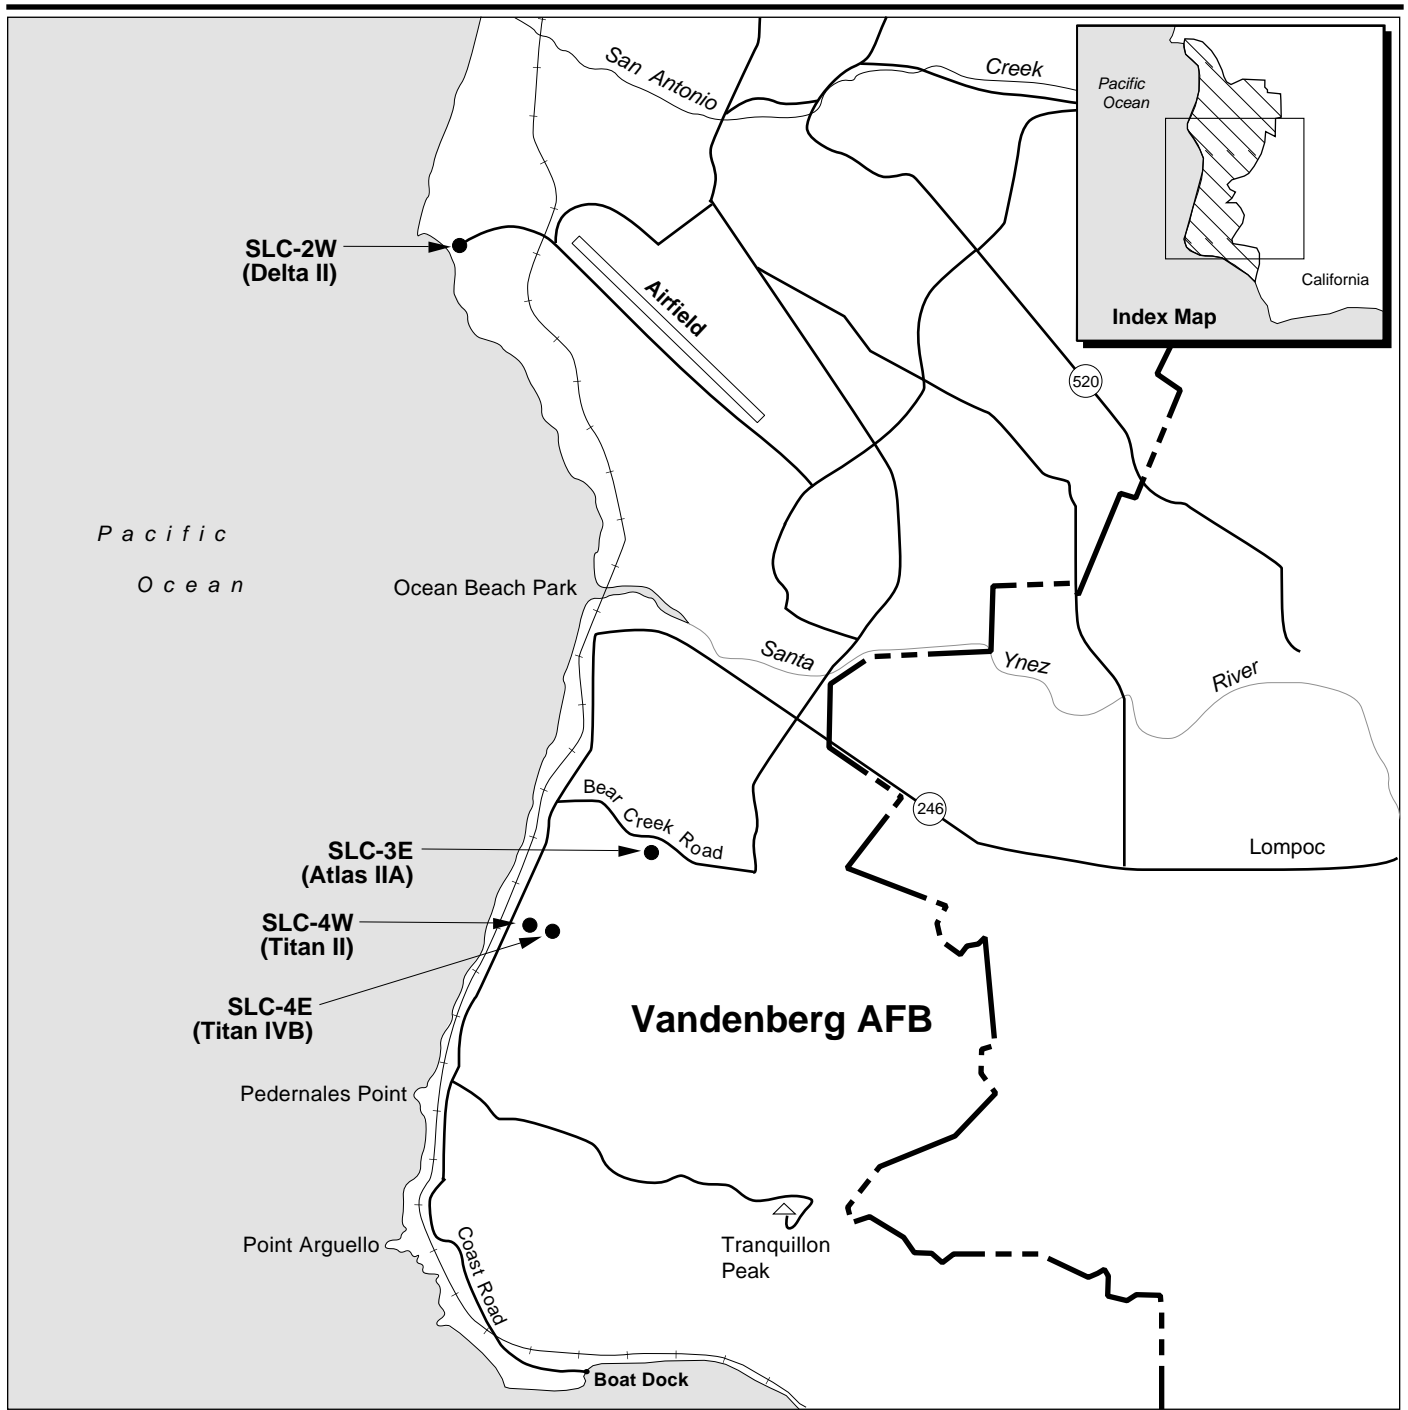 San Antonio
Creek
Pacific
Ocean
California
Index Map
SLC-2W
(Delta II)
Airfield
520
Pacific
Ocean
Ocean Beach Park
Santa
Ynez
River
Bear
Creek Road
246
Lompoc
SLC-3E
(Atlas IIA)
SLC-4W
(Titan II)
SLC-4E
(Titan IVB)
Vandenberg AFB
Pedernales Point
Point Arguello
Coast Road
Tranquillon
Peak
Boat Dock